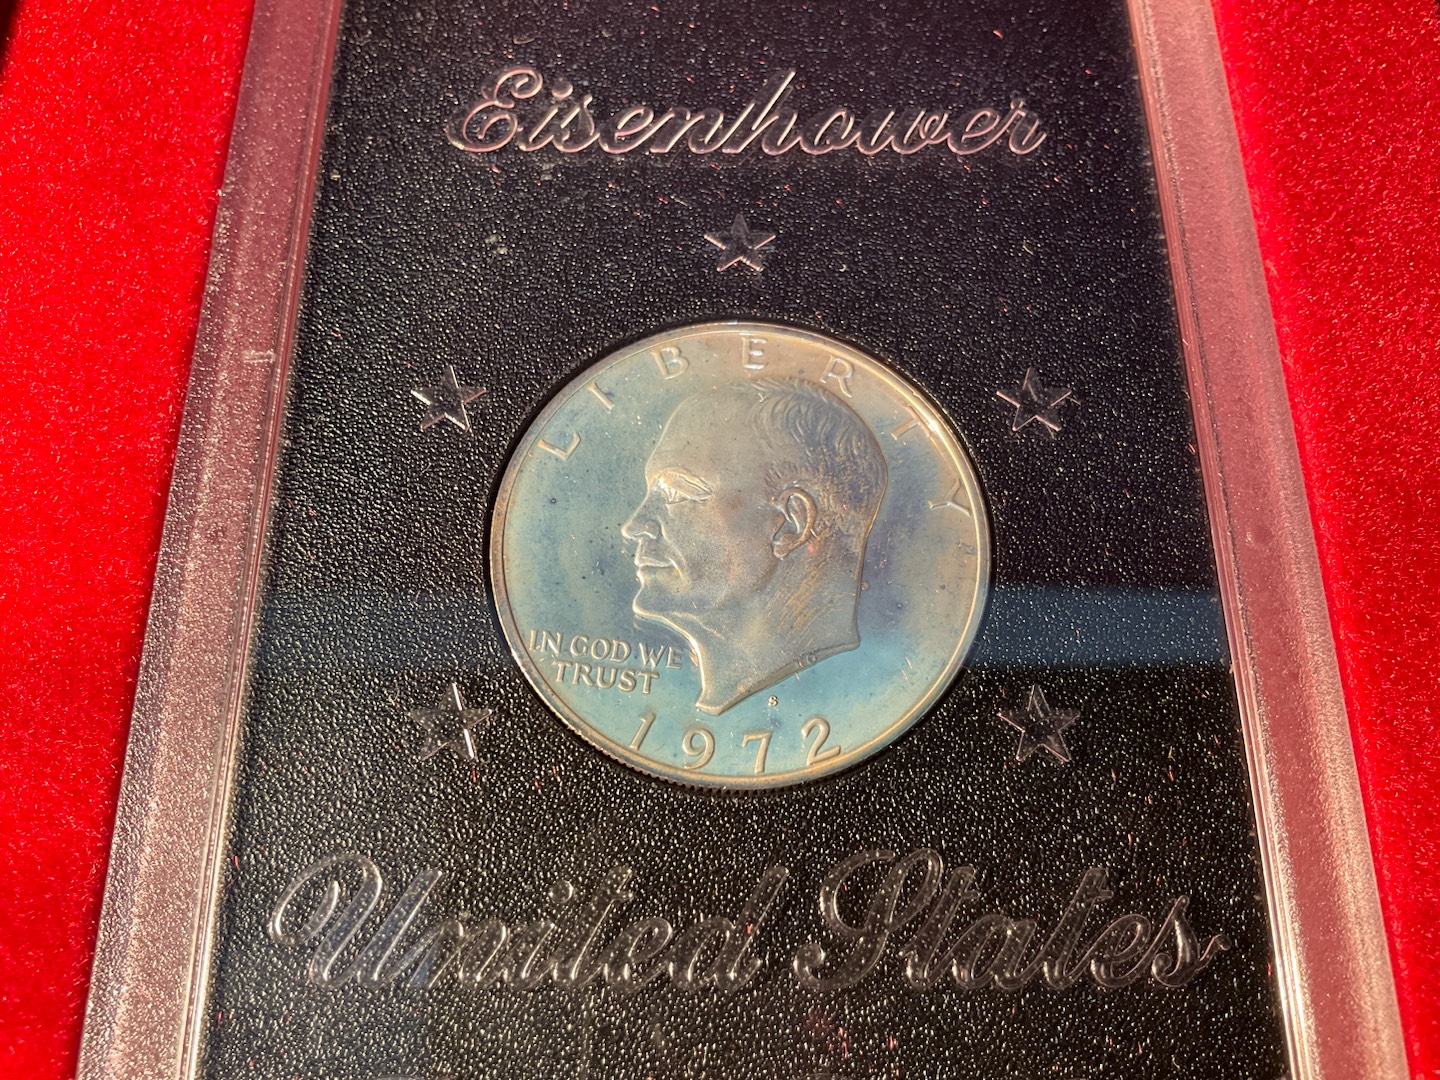 Eisenhower
LIBERTY
IN GOD WE
TRUST
S
1972
United States